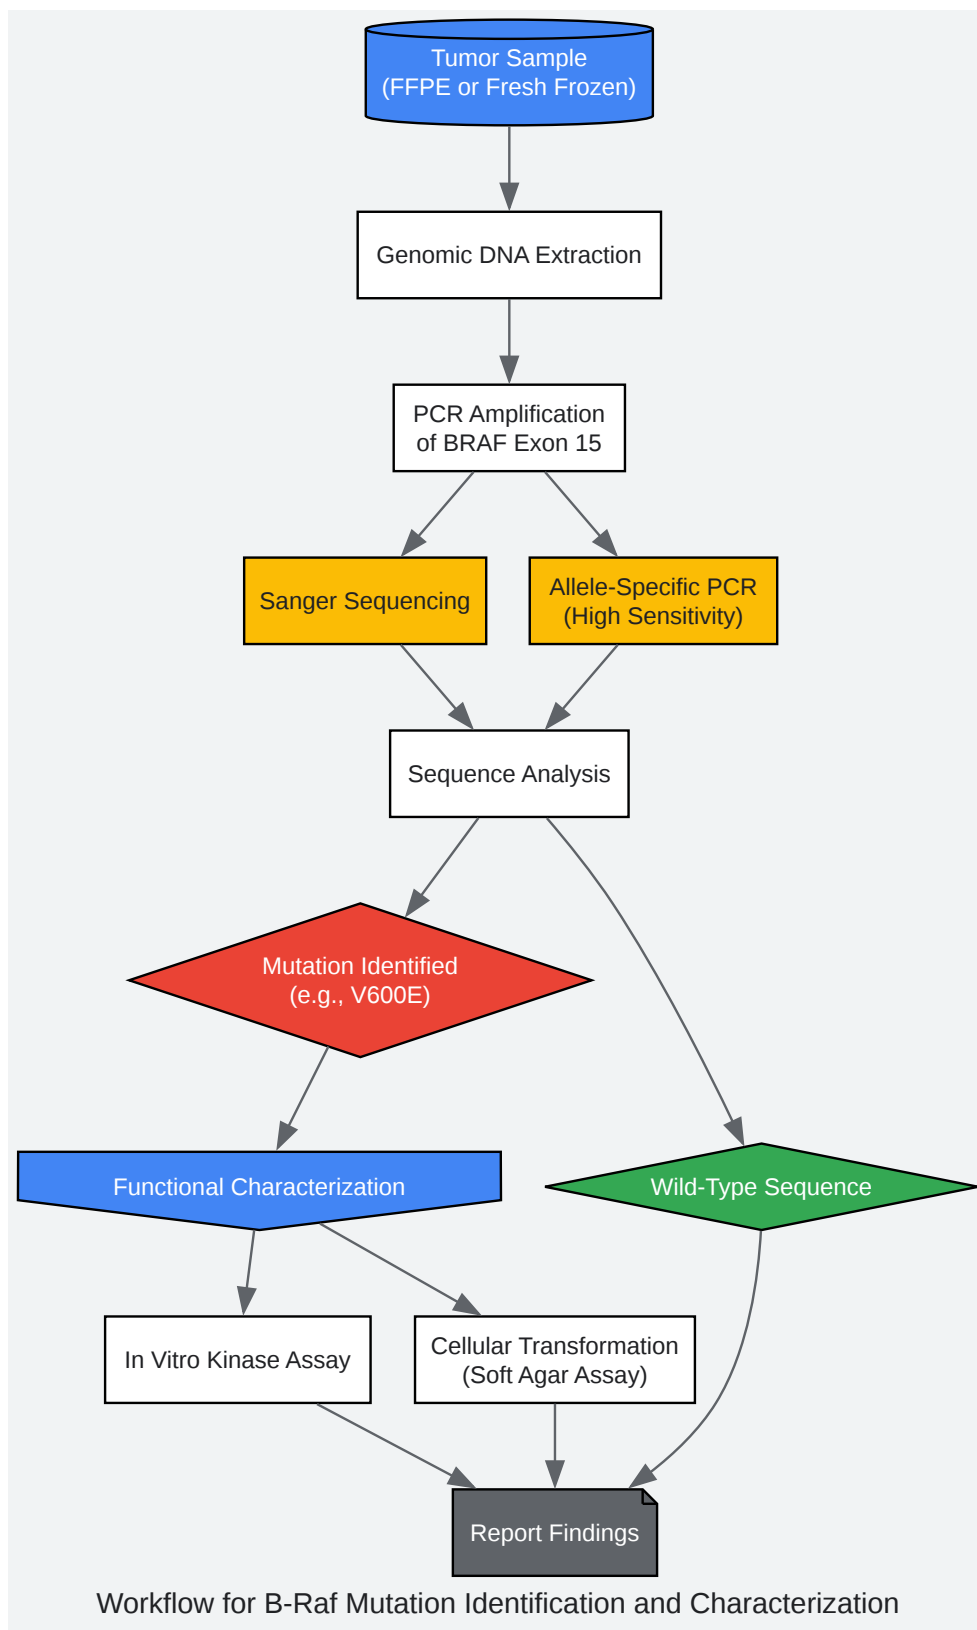 Tumor Sample
(FFPE or Fresh Frozen)
Genomic DNA Extraction
PCR Amplification
of BRAF Exon 15
Sanger Sequencing
Allele-Specific PCR
(High Sensitivity)
Sequence Analysis
Mutation Identified
(e.g., V600E)
Functional Characterization
Wild-Type Sequence
In Vitro Kinase Assay
Cellular Transformation
(Soft Agar Assay)
Report Findings
Workflow for B-Raf Mutation Identification and Characterization